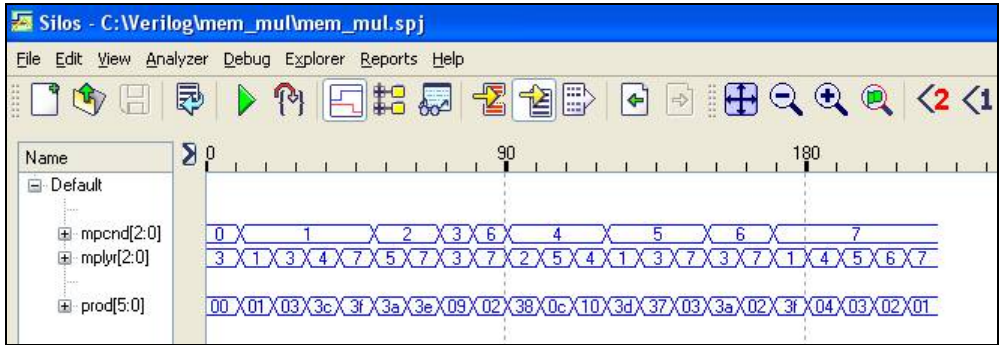 Silos - C:\Verilog\mem_mul\mem_mul.spj
File Edit View Analyzer Debug Explorer Reports Help
2 1
Name 0 90 180
Default
mpcnd[2:0] 0 1 2 3 6 4 5 6 7
mplyr[2:0] 3 1 3 4 7 5 7 3 7 2 5 4 1 3 7 3 7 1 4 5 6 7
prod[5:0] 00 01 03 3c 3f 3a 3e 09 02 38 0c 10 3d 37 03 3a 02 3f 04 03 02 01